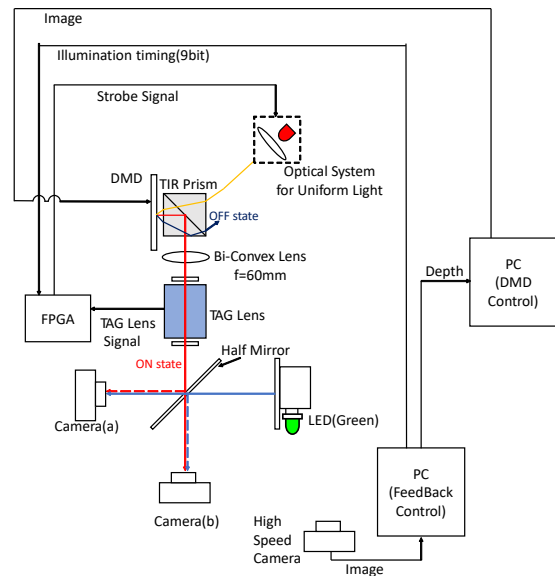 Image
Illumination timing(9bit)
Strobe Signal
Optical System
for Uniform Light
DMD
TIR Prism
OFF state
Bi-Convex Lens
f=60mm
PC
(DMD
Control)
Depth
FPGA
TAG Lens
Signal
TAG Lens
Half Mirror
ON state
Camera(a)
LED(Green)
PC
(FeedBack
Control)
Camera(b)
High
Speed
Camera
Image